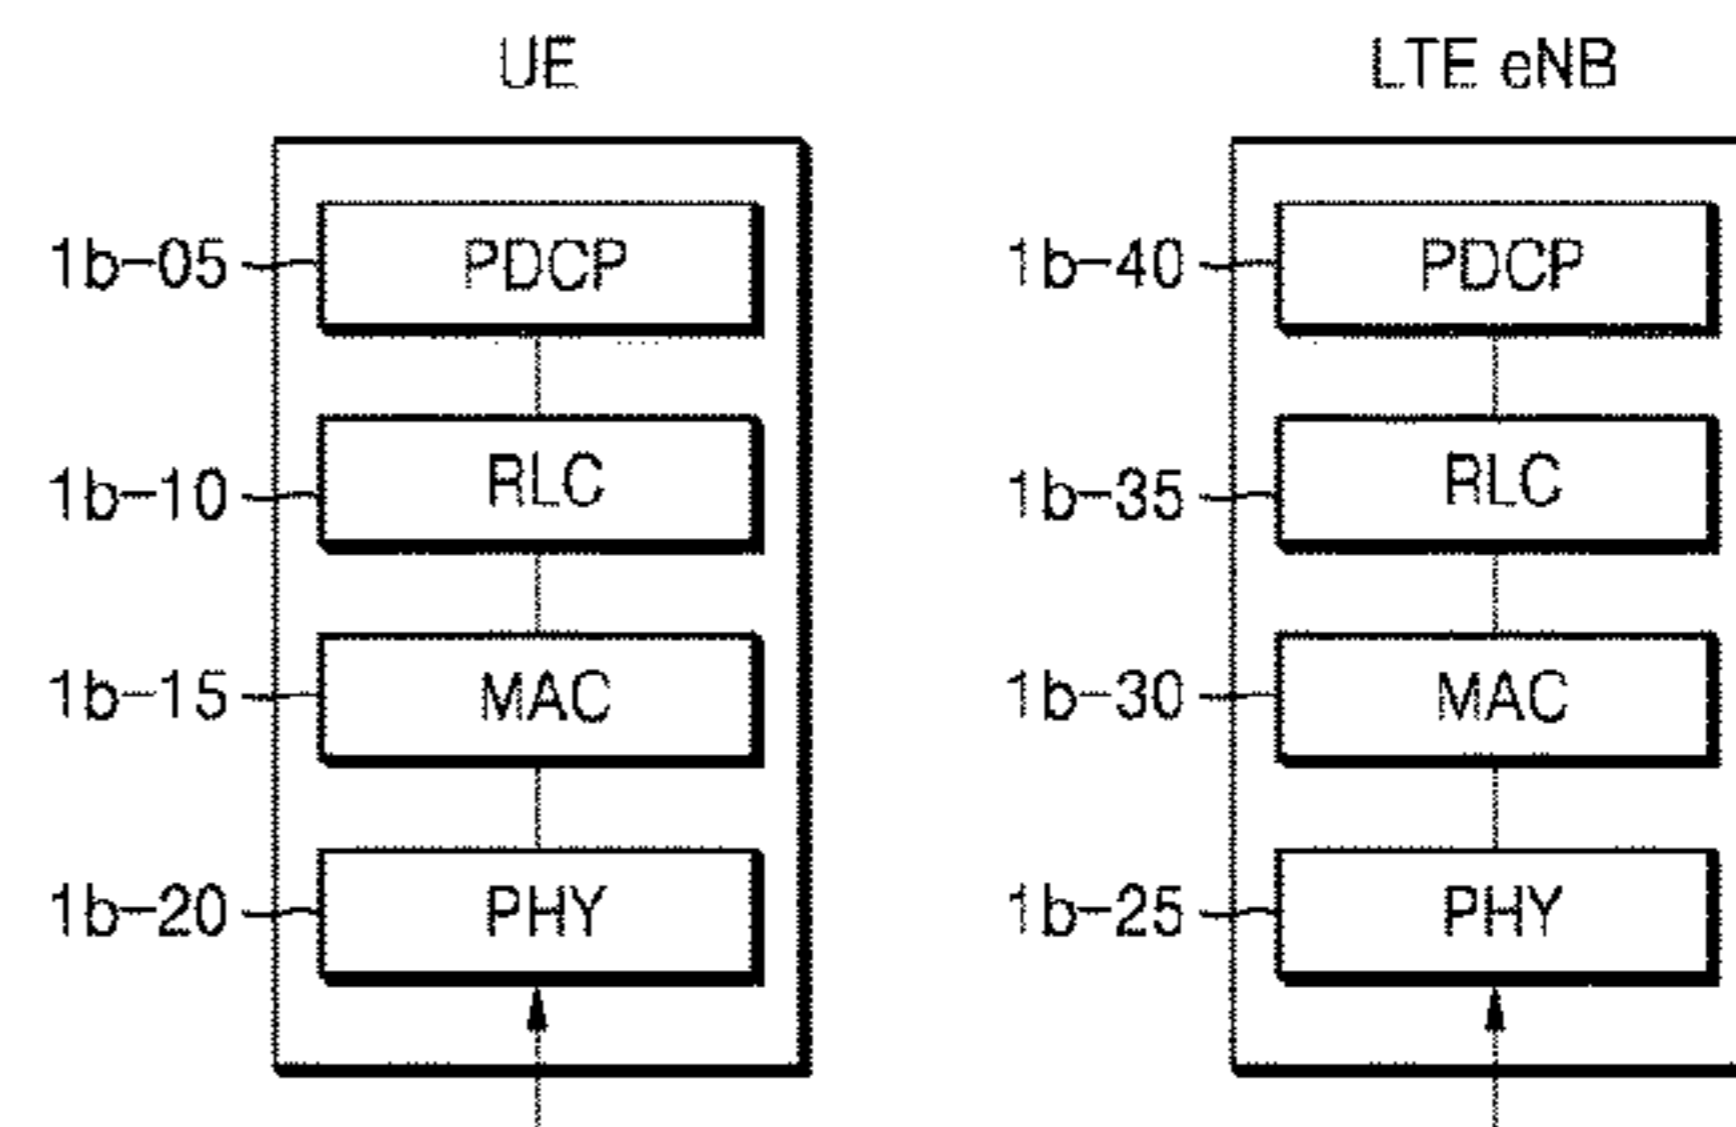 UE LTE eNB
1b-05 PDCP 1b-40 PDCP
1b-10 RLC 1b-35 RLC
1b-15 MAC 1b-30 MAC
1b-20 PHY 1b-25 PHY